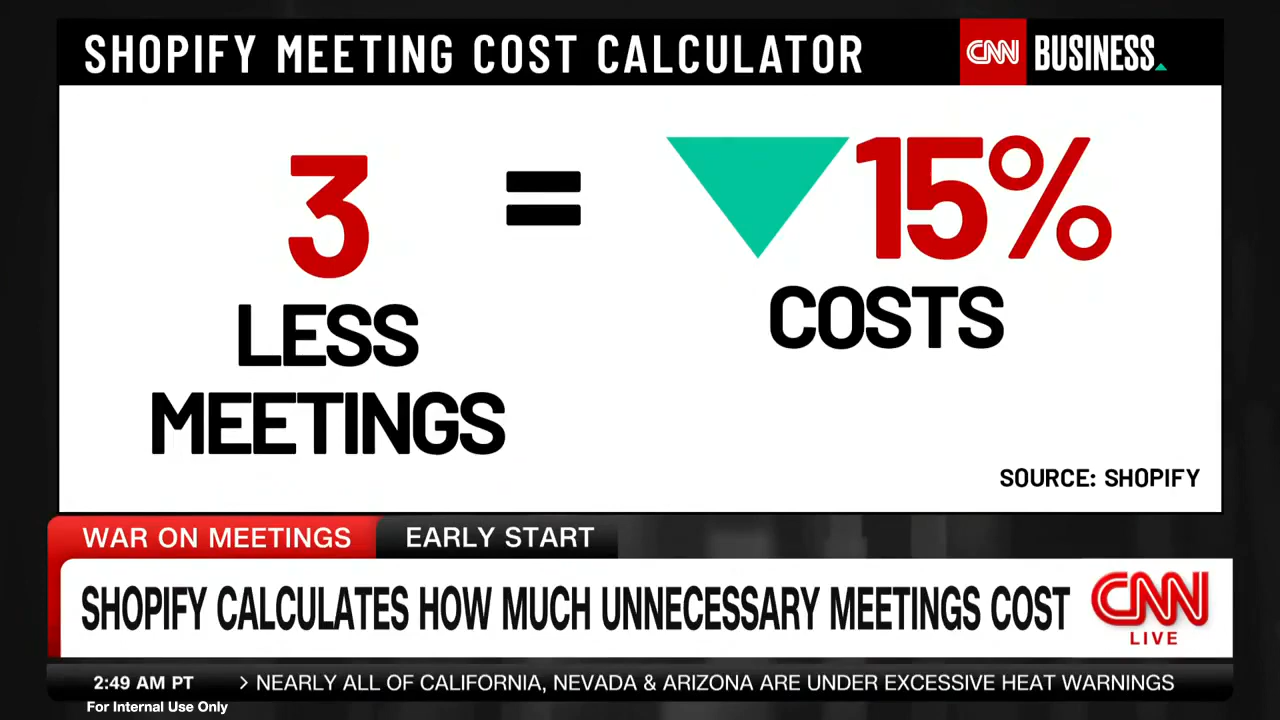 SHOPIFY MEETING COST CALCULATOR
CNN BUSINESS
3 = 15%
LESS COSTS
MEETINGS
SOURCE: SHOPIFY
WAR ON MEETINGS EARLY START
SHOPIFY CALCULATES HOW MUCH UNNECESSARY MEETINGS COST
CNN
LIVE
2:49 AM PT > NEARLY ALL OF CALIFORNIA, NEVADA & ARIZONA ARE UNDER EXCESSIVE HEAT WARNINGS
For Internal Use Only